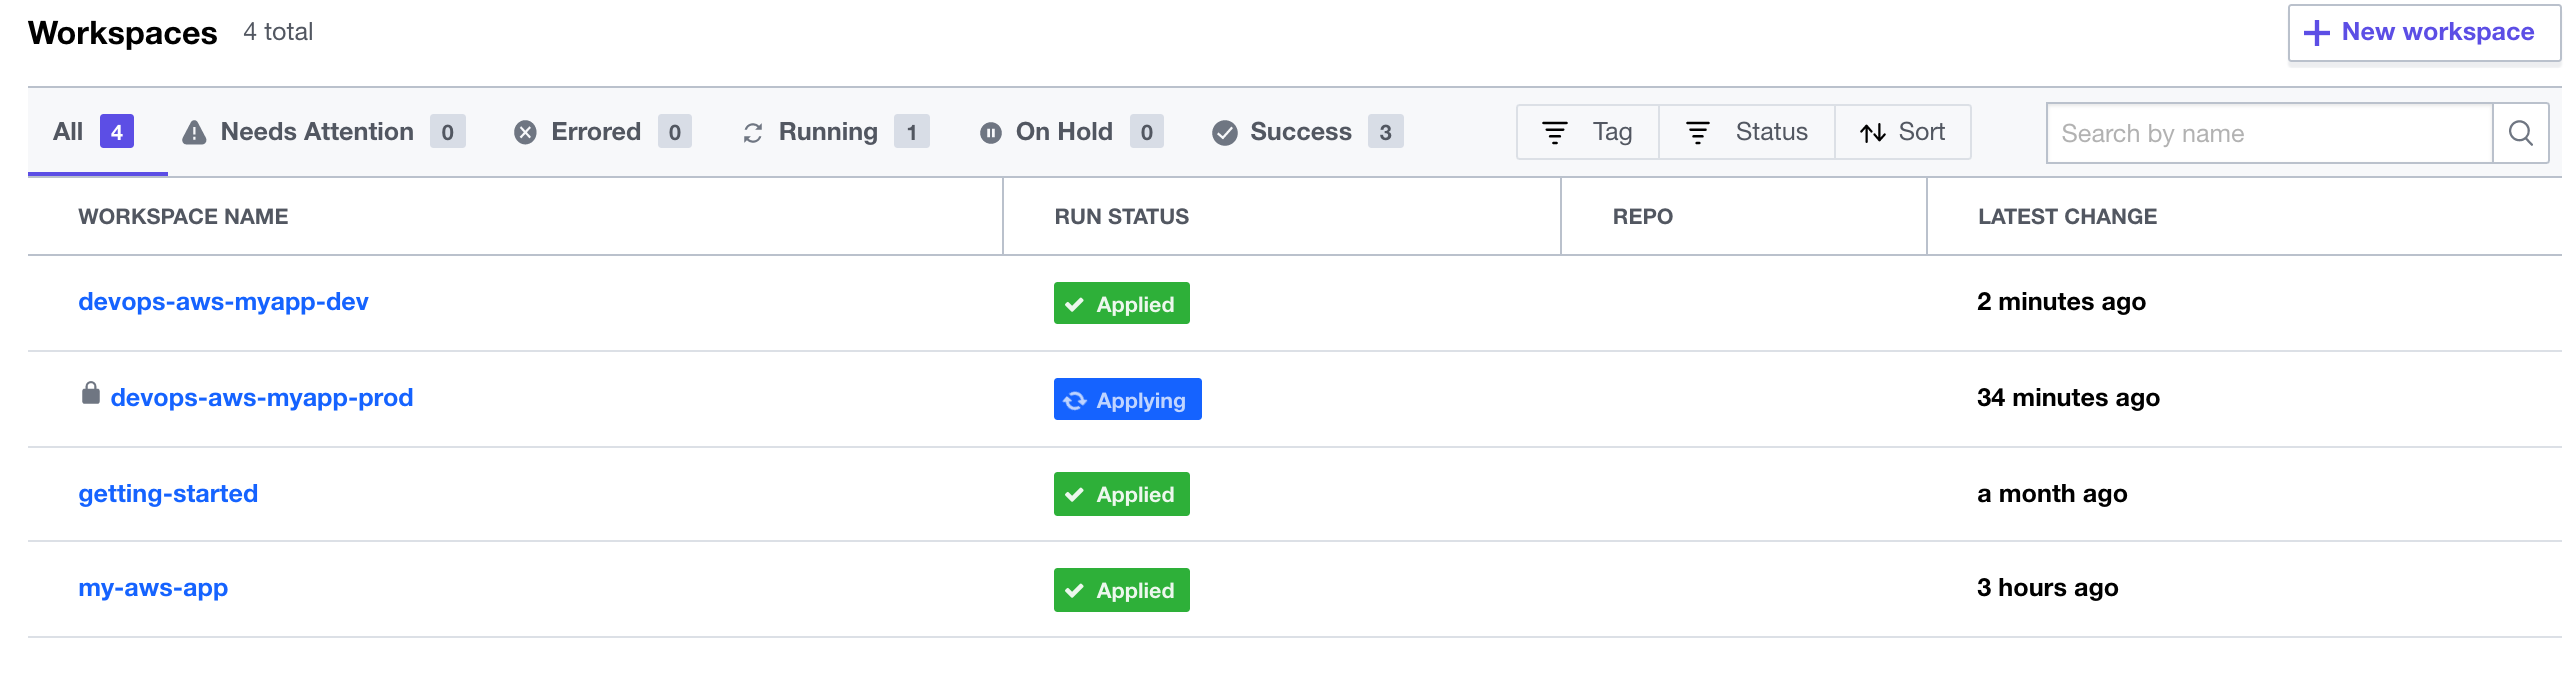 Workspaces 4 total
+ New workspace
All 4 Needs Attention 0 Errored 0 Running 1 On Hold 0 Success 3 Tag Status Sort Search by name
WORKSPACE NAME RUN STATUS REPO LATEST CHANGE
devops-aws-myapp-dev Applied 2 minutes ago
devops-aws-myapp-prod Applying 34 minutes ago
getting-started Applied a month ago
my-aws-app Applied 3 hours ago